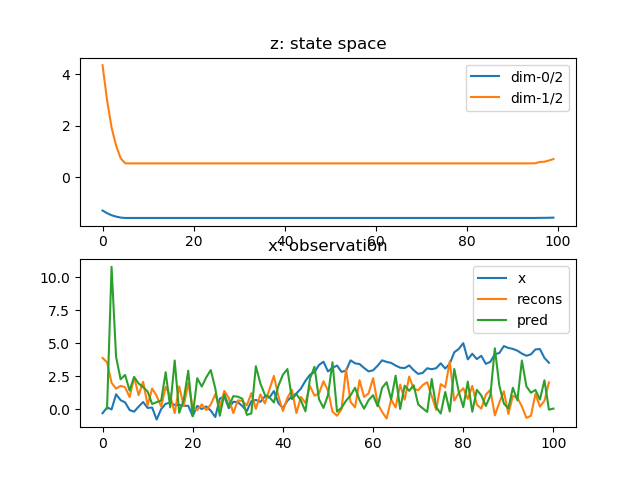 z: state space
dim-0/2
dim-1/2
4
2
0
0 20 40 60 80 100
x: observation
x
recons
pred
10.0
7.5
5.0
2.5
0.0
0 20 40 60 80 100